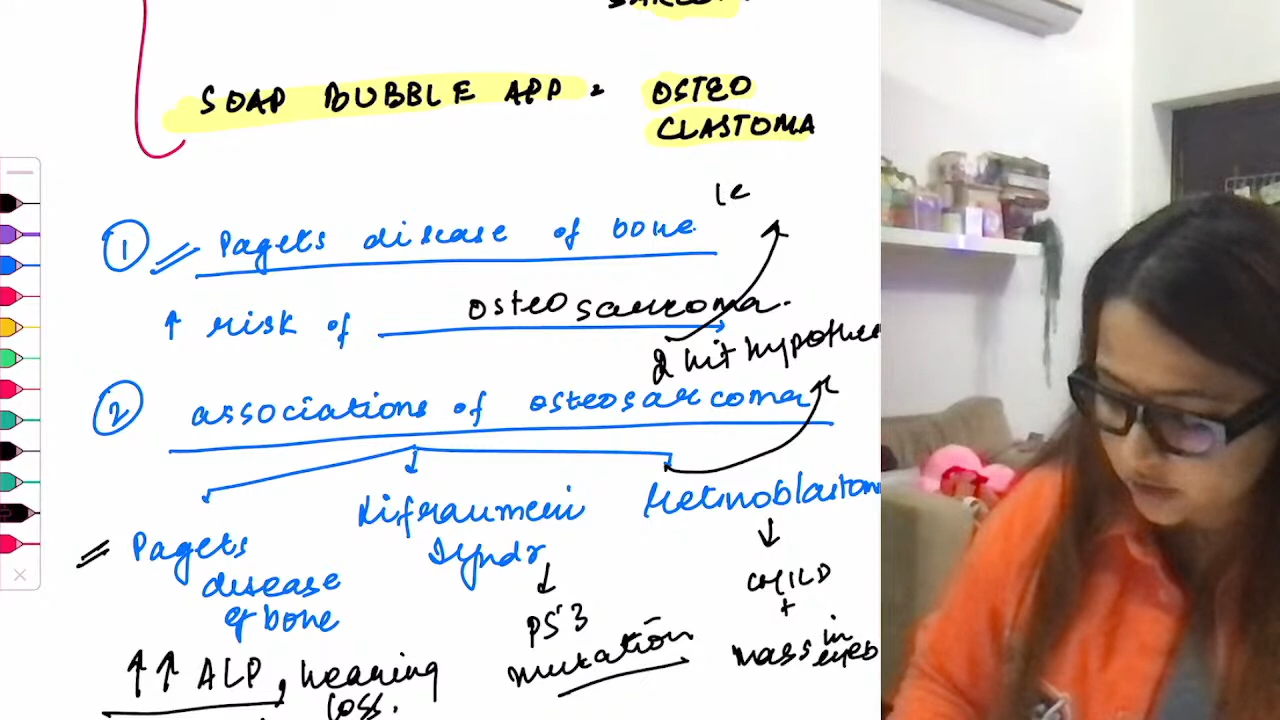 SOAP BUBBLE APP = OSTEO
CLASTOMA
1 Pagets disease of bone
↑ risk of osteosarcoma.
2 hit hypothes
2 associations of osteosarcoma
Pagets
disease
of bone
↑↑ ALP, hearing
loss.
Lifraumeni
Syndr
↓
P53
mutation
Retinoblastom
↓
CHILD
+
mass in
eyes